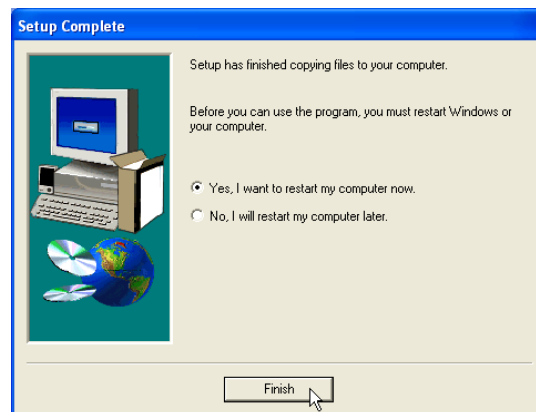 Setup Complete
Setup has finished copying files to your computer.
Before you can use the program, you must restart Windows or
your computer.
Yes, I want to restart my computer now.
No, I will restart my computer later.
Finish